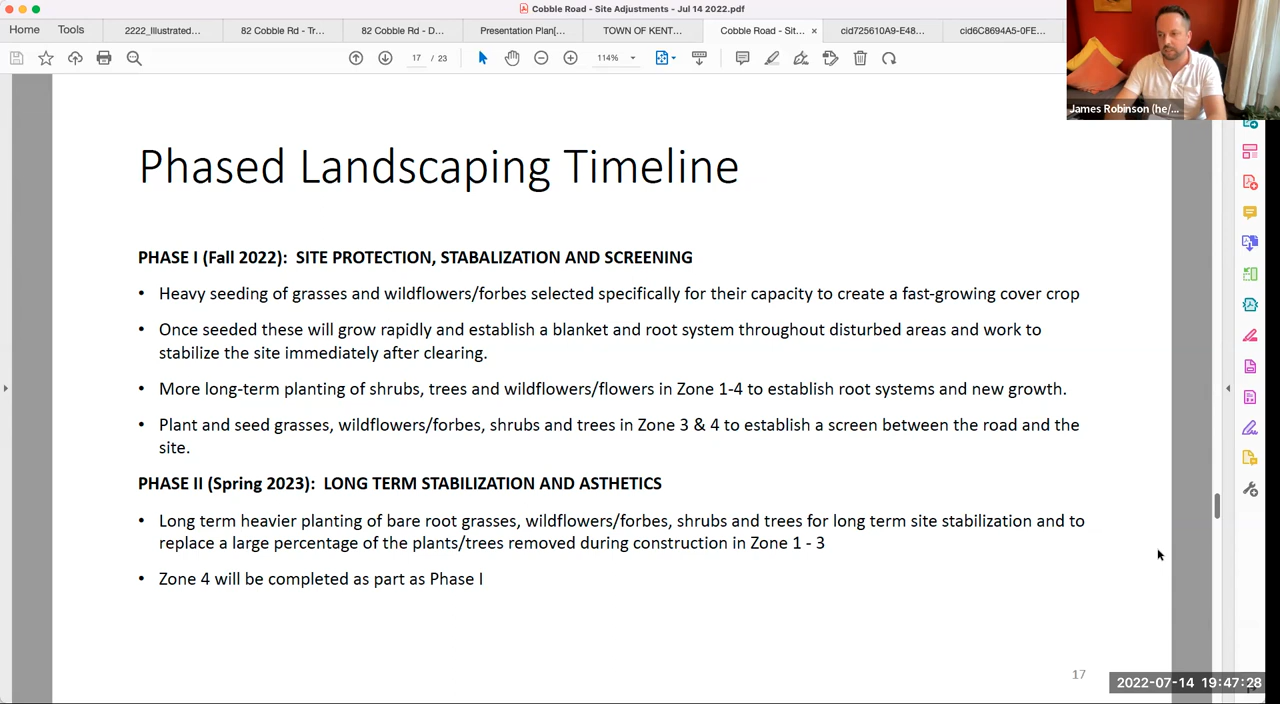 Cobble Road - Site Adjustments - Jul 14 2022.pdf
Home Tools 2222_Illustrated... 82 Cobble Rd - Tr... 82 Cobble Rd - D... Presentation Plan[... TOWN OF KENT... Cobble Road - Sit... × cid725610A9-E48... cid6C8694A5-0FE...
17 / 23 114%
James Robinson (he/...
Phased Landscaping Timeline
PHASE I (Fall 2022): SITE PROTECTION, STABALIZATION AND SCREENING
• Heavy seeding of grasses and wildflowers/forbes selected specifically for their capacity to create a fast-growing cover crop
• Once seeded these will grow rapidly and establish a blanket and root system throughout disturbed areas and work to
stabilize the site immediately after clearing.
• More long-term planting of shrubs, trees and wildflowers/flowers in Zone 1-4 to establish root systems and new growth.
• Plant and seed grasses, wildflowers/forbes, shrubs and trees in Zone 3 & 4 to establish a screen between the road and the
site.
PHASE II (Spring 2023): LONG TERM STABILIZATION AND ASTHETICS
• Long term heavier planting of bare root grasses, wildflowers/forbes, shrubs and trees for long term site stabilization and to
replace a large percentage of the plants/trees removed during construction in Zone 1 - 3
• Zone 4 will be completed as part as Phase I
17
2022-07-14 19:47:28